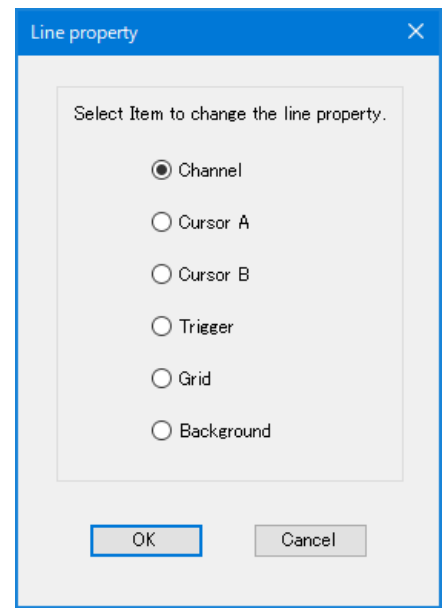 Line property
Select Item to change the line property.
Channel
Cursor A
Cursor B
Trigger
Grid
Background
OK
Cancel